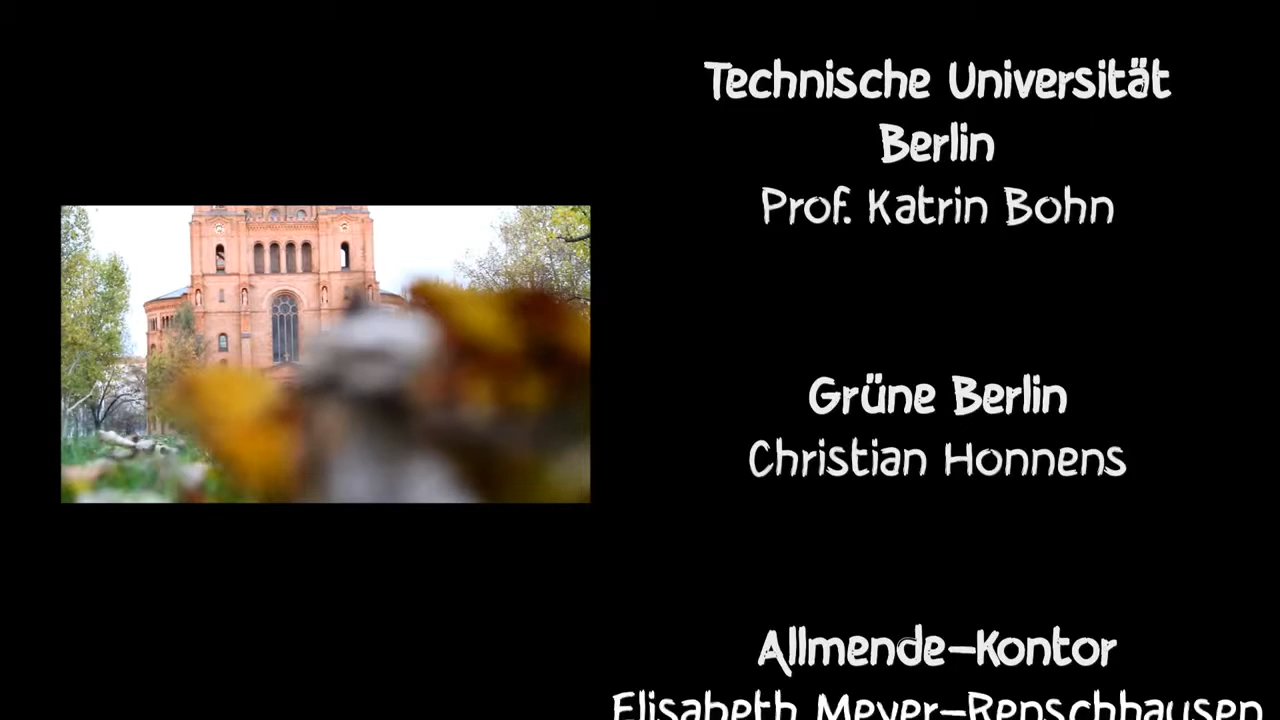 Technische Universität
Berlin
Prof. Katrin Bohn
Grüne Berlin
Christian Honnens
Allmende-Kontor
Elisabeth Meyer-Renschhausen